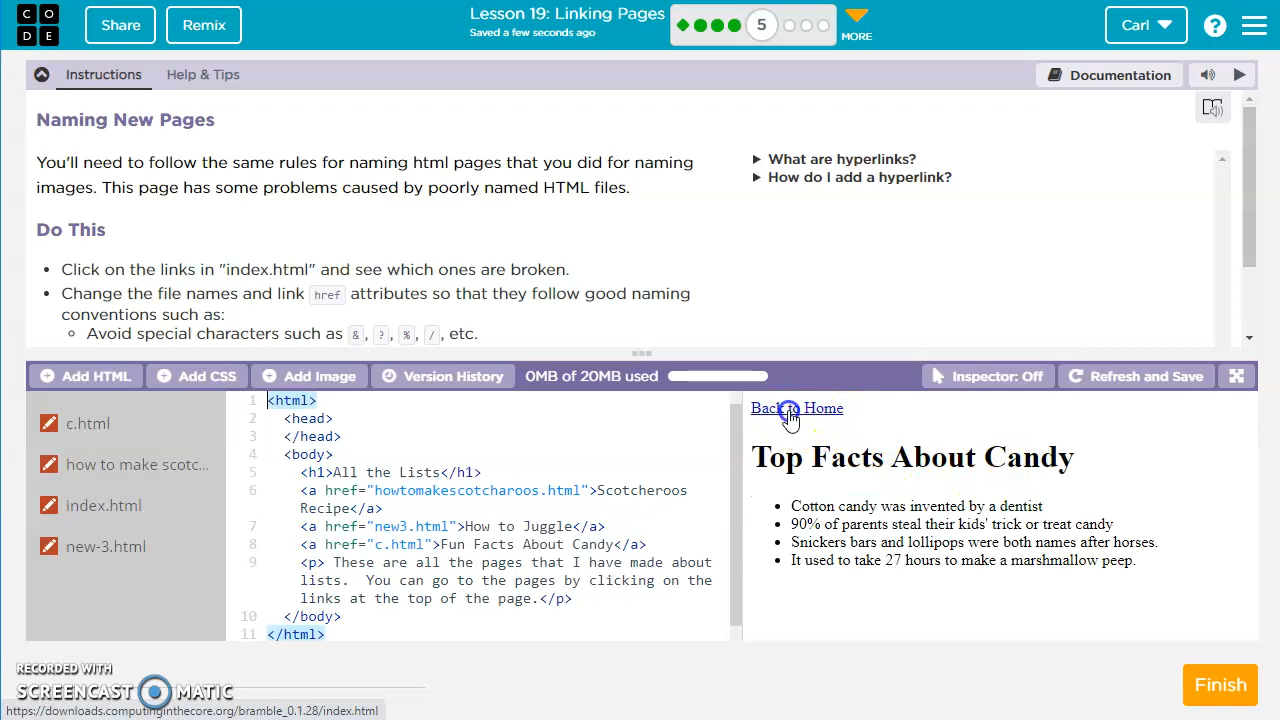 C O
D E
Share
Remix
Lesson 19: Linking Pages
Saved a few seconds ago
5
MORE
Carl
?
Instructions
Help & Tips
Documentation
Naming New Pages
You'll need to follow the same rules for naming html pages that you did for naming
images. This page has some problems caused by poorly named HTML files.
Do This
• Click on the links in "index.html" and see which ones are broken.
• Change the file names and link href attributes so that they follow good naming
conventions such as:
Avoid special characters such as &, ?, %, /, etc.
What are hyperlinks?
How do I add a hyperlink?
Add HTML
Add CSS
Add Image
Version History
0MB of 20MB used
Inspector: Off
Refresh and Save
c.html
how to make scotc...
index.html
new-3.html
1 <html>
2 <head>
3 </head>
4 <body>
5 <h1>All the Lists</h1>
6 <a href="howtomakescotcharoos.html">Scotcheroos
Recipe</a>
7 <a href="new3.html">How to Juggle</a>
8 <a href="c.html">Fun Facts About Candy</a>
9 <p> These are all the pages that I have made about
lists.  You can go to the pages by clicking on the
links at the top of the page.</p>
10 </body>
11 </html>
Back to Home
Top Facts About Candy
• Cotton candy was invented by a dentist
• 90% of parents steal their kids' trick or treat candy
• Snickers bars and lollipops were both names after horses.
• It used to take 27 hours to make a marshmallow peep.
RECORDED WITH
SCREENCAST MATIC
https://downloads.computinginthecore.org/bramble_0.1.28/index.html
Finish